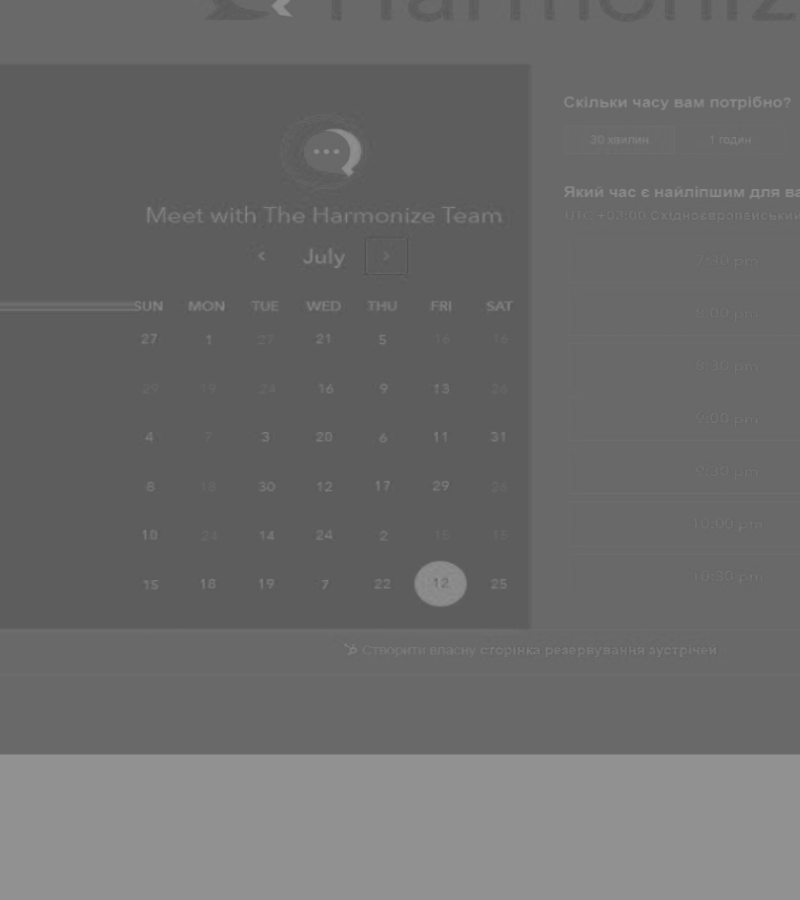 Harmoniz
Meet with The Harmonize Team
July
SUN MON TUE WED THU FRI SAT
27 1 27 21 5 16
29 19 24 16 9 13 26
4 7 3 20 6 11 31
8 18 30 12 17 29 26
10 24 14 24 2 15 15
15 18 19 7 22 12 25
Скільки часу вам потрібно?
30 хвилин 1 годин
Який час є найліпшим для ва
UTC +03:00 Східноєвропейський
7:30 pm
8:00 pm
8:30 pm
9:00 pm
9:30 pm
10:00 pm
10:30 pm
Створити власну сторінка резервування зустрічей